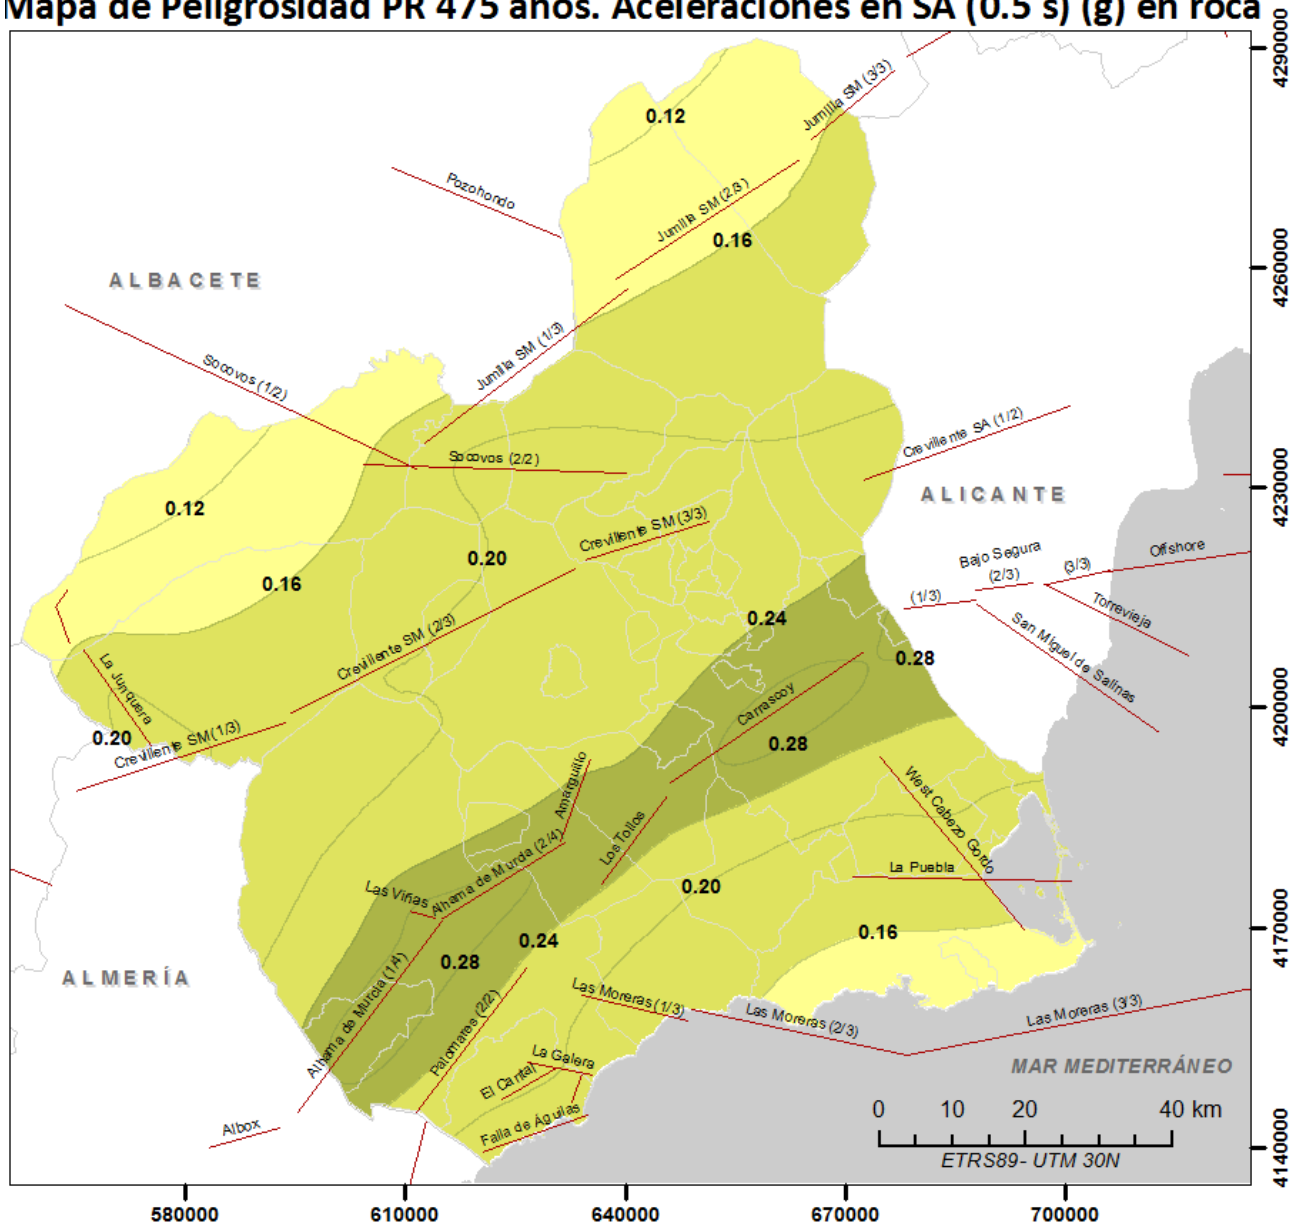 Mapa de Peligrosidad PR 475 años. Aceleraciones en SA (0.5 s) (g) en roca
4290000
Jumilla SM (3/3)
0.12
Pozohondo
Jumilla SM (2/3)
0.16
4260000
ALBACETE
Jumilla SM (1/3)
Socovos (1/2)
Crevillente SA (1/2)
Socovos (2/2)
ALICANTE
4230000
0.12
Crevillente SM (3/3)
0.20
Bajo Segura
Offshore
(3/3)
(2/3)
0.16
(1/3)
Torrevieja
0.24
Crevillente SM (2/3)
San Miguel de Salinas
0.28
La Junquera
Carrascoy
4200000
0.20
Crevillente SM (1/3)
0.28
Amarguillo
West Cabezo Gordo
Los Tollos
Alhama de Murcia (2/4)
La Puebla
Las Viñas
0.20
0.16
4170000
0.24
0.28
ALMERÍA
Alhama de Murcia (1/4)
Palomares (2/2)
Las Moreras (1/3)
Las Moreras (2/3)
Las Moreras (3/3)
La Galera
MAR MEDITERRÁNEO
El Cantal
Falla de Águilas
Albox
0 10 20 40 km
ETRS89- UTM 30N
4140000
580000 610000 640000 670000 700000